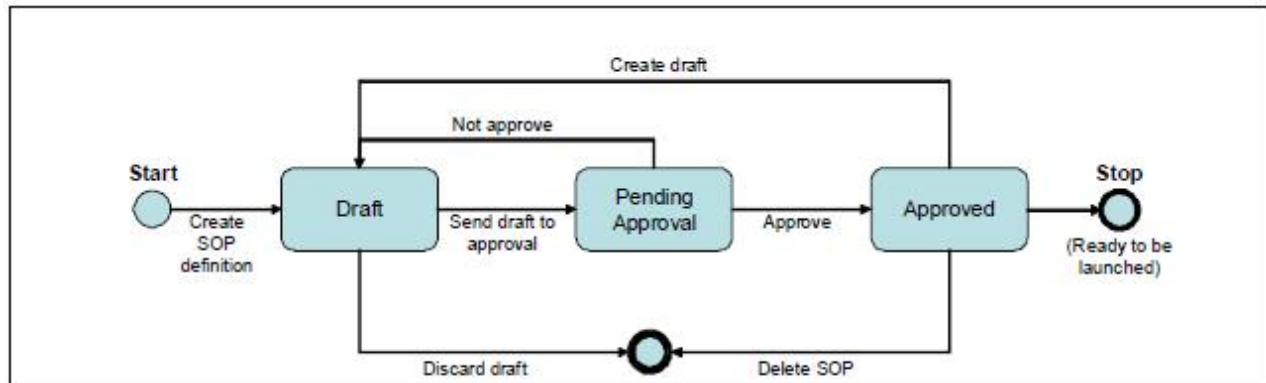 Create draft
Not approve
Start
Stop
Draft
Pending
Approval
Approved
Create
SOP
definition
Send draft to
approval
Approve
(Ready to be
launched)
Discard draft
Delete SOP